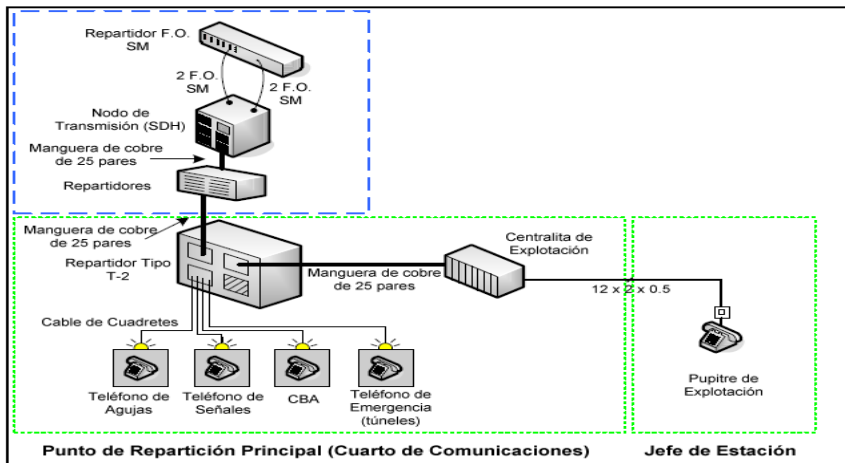 Repartidor F.O.
SM
2 F.O.
SM
2 F.O.
SM
Nodo de
Transmisión (SDH)
Manguera de cobre
de 25 pares
Repartidores
Manguera de cobre
de 25 pares
Repartidor Tipo
T-2
Centralita de
Explotación
Manguera de cobre
de 25 pares
12 x 2 x 0.5
Cable de Cuadretes
Teléfono de
Agujas
Teléfono de
Señales
CBA
Teléfono de
Emergencia
(túneles)
Pupitre de
Explotación
Punto de Repartición Principal (Cuarto de Comunicaciones)
Jefe de Estación